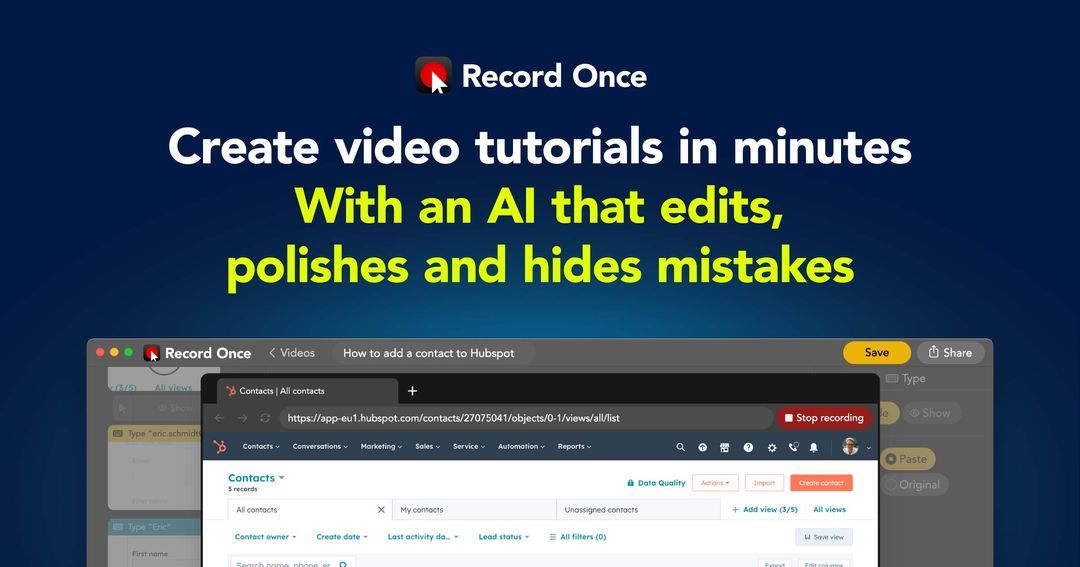 Record Once
Create video tutorials in minutes
With an AI that edits,
polishes and hides mistakes
Record Once
Videos
How to add a contact to Hubspot
Save
Share
(3/5)
All views
Type
Contacts | All contacts
Show
Show
https://app-eu1.hubspot.com/contacts/27075041/objects/0-1/views/all/list
Stop recording
Type "eric.schmidt
Contacts
Conversations
Marketing
Sales
Service
Automation
Reports
Paste
Email
Contacts
5 records
Data Quality
Actions
Import
Create contact
Original
First name
All contacts
My contacts
Unassigned contacts
Add view (3/5)
All views
Type "Eric"
Contact owner
Create date
Last activity da...
Lead status
All filters (0)
Save view
First name
Search name, phone, er
Export
Edit columns